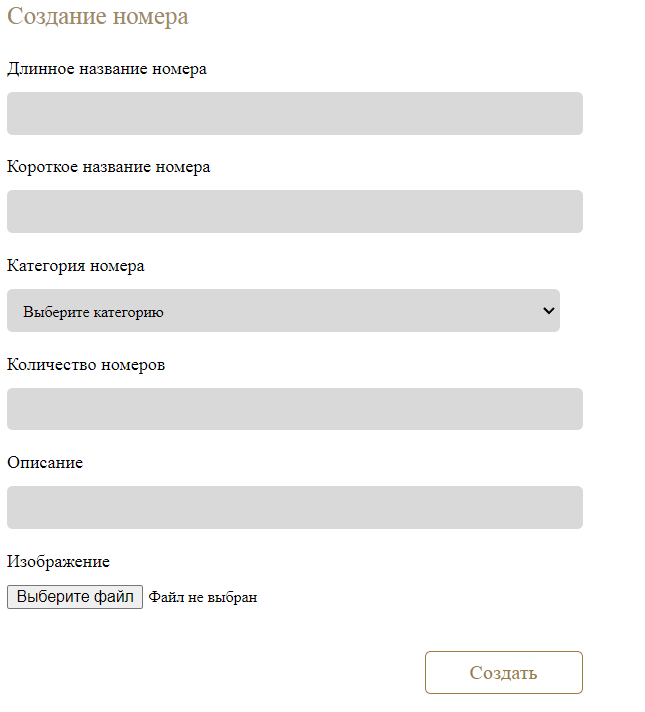 Создание номера
Длинное название номера
Короткое название номера
Категория номера
Выберите категорию
Количество номеров
Описание
Изображение
Выберите файл Файл не выбран
Создать